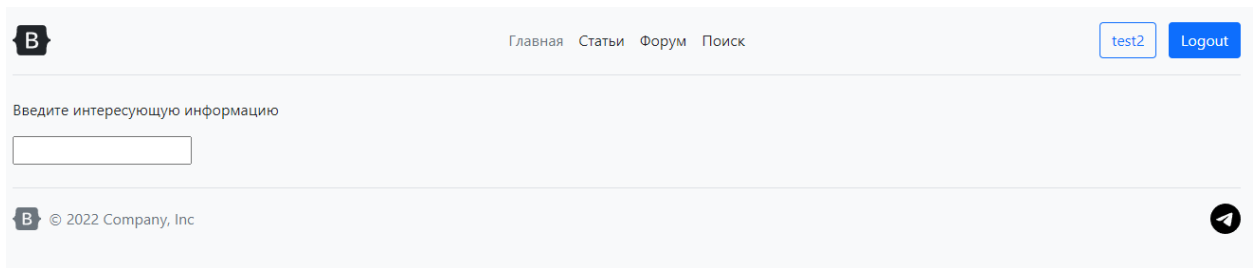 B Главная Статьи Форум Поиск test2 Logout
Введите интересующую информацию
B © 2022 Company, Inc